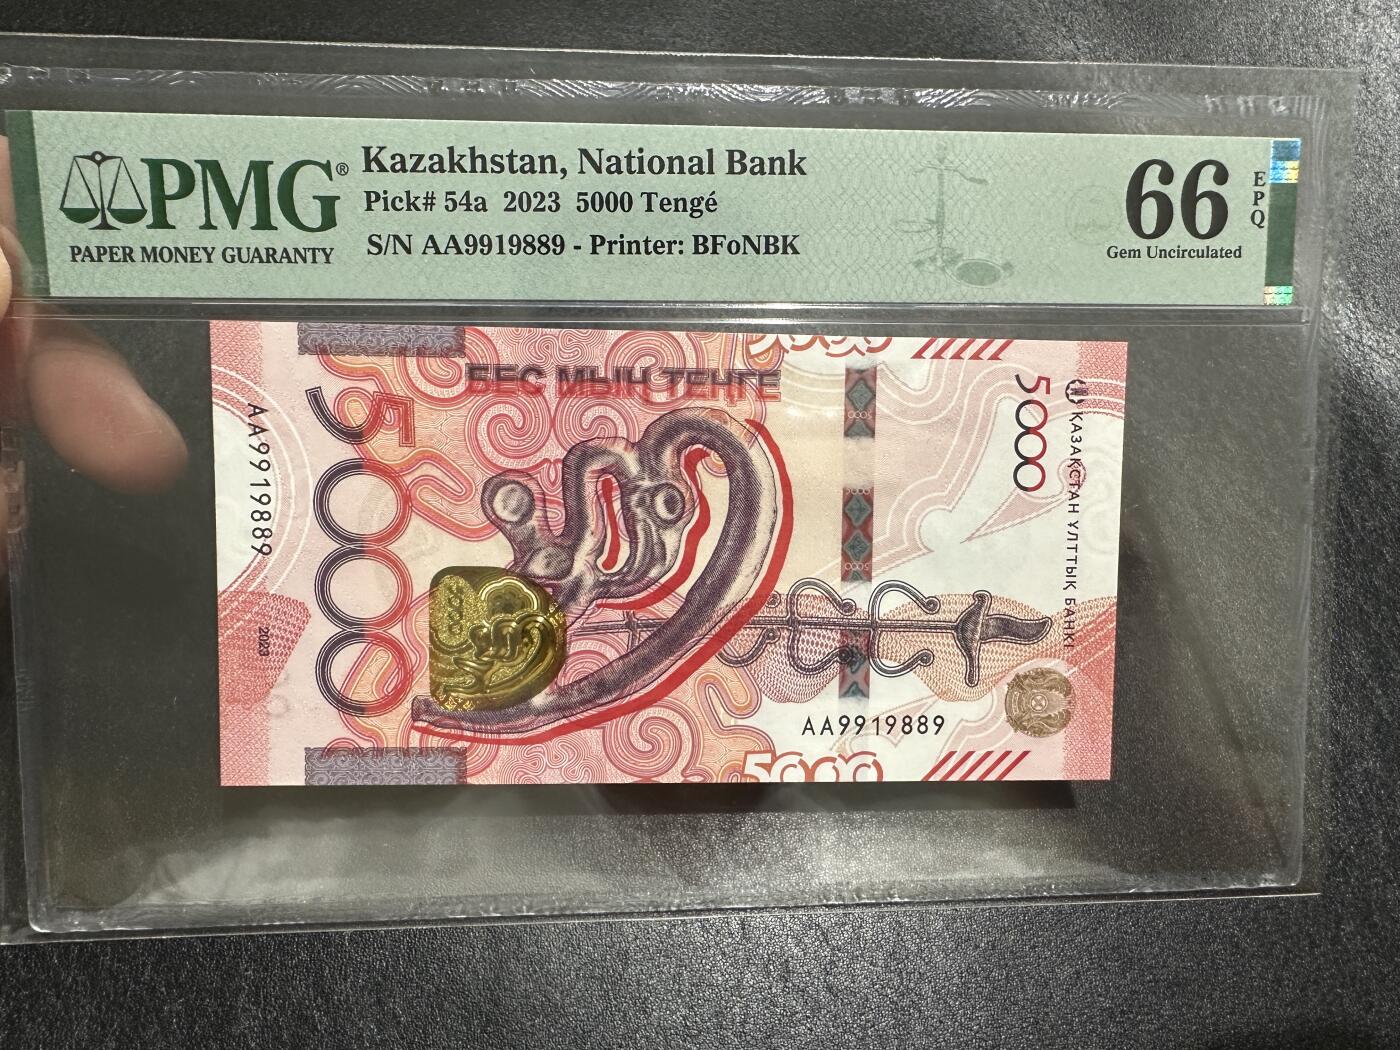 PMG®
PAPER MONEY GUARANTY
Kazakhstan, National Bank
Pick# 54a 2023 5000 Tengé
S/N AA9919889 - Printer: BFoNBK
66
EPQ
Gem Uncirculated
БЕС МЫҢ ТЕҢГЕ
5000
AA9919889
2023
5000
ҚАЗАҚСТАН ҰЛТТЫҚ БАНКІ
AA9919889
5000